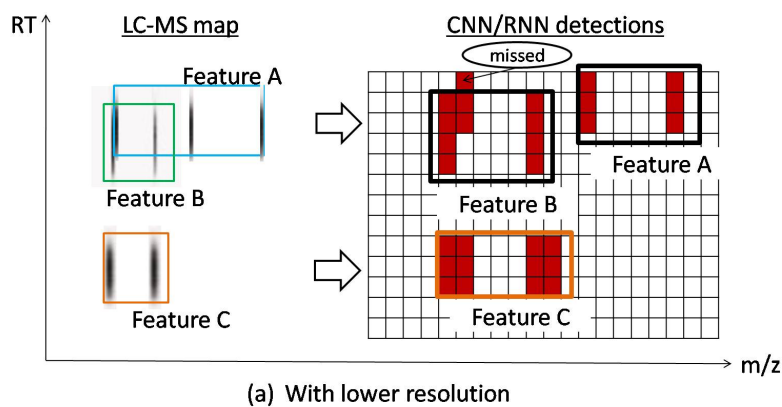 RT
LC-MS map
CNN/RNN detections
missed
Feature A
Feature A
Feature B
Feature B
Feature C
Feature C
m/z
(a) With lower resolution